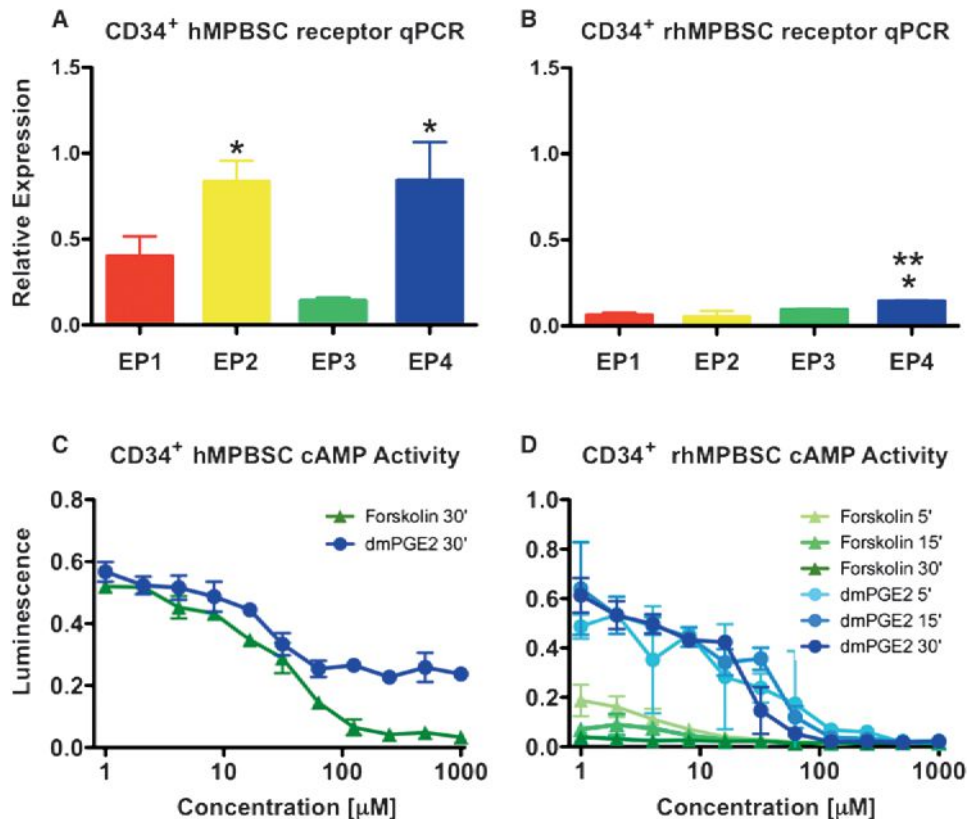 A
CD34+ hMPBSC receptor qPCR
Relative Expression
1.5
1.0
0.5
0.0
*
*
EP1 EP2 EP3 EP4
B
CD34+ rhMPBSC receptor qPCR
1.5
1.0
0.5
0.0
**
*
EP1 EP2 EP3 EP4
C
CD34+ hMPBSC cAMP Activity
Luminescence
0.8
0.6
0.4
0.2
0.0
Forskolin 30'
dmPGE2 30'
1 10 100 1000
Concentration [µM]
D
CD34+ rhMPBSC cAMP Activity
1.0
0.8
0.6
0.4
0.2
0.0
Forskolin 5'
Forskolin 15'
Forskolin 30'
dmPGE2 5'
dmPGE2 15'
dmPGE2 30'
1 10 100 1000
Concentration [µM]